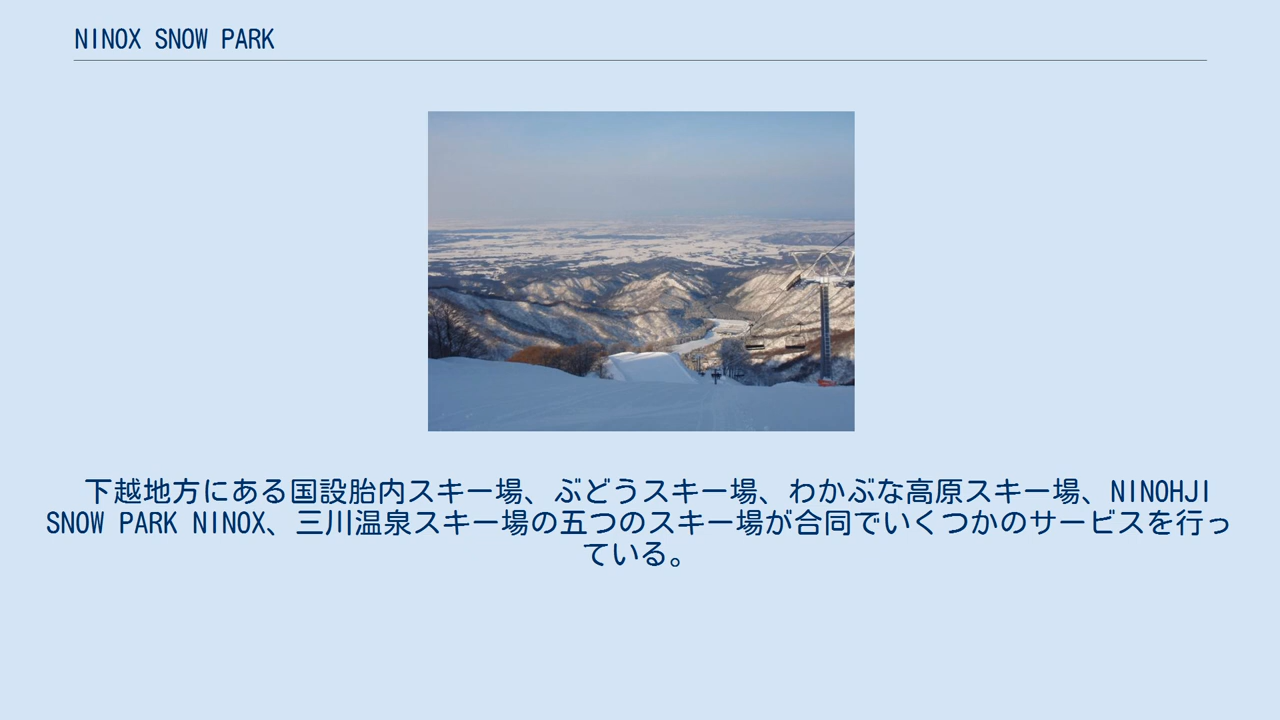 NINOX SNOW PARK
下越地方にある国設胎内スキー場、ぶどうスキー場、わかぶな高原スキー場、NINOHJI
SNOW PARK NINOX、三川温泉スキー場の五つのスキー場が合同でいくつかのサービスを行っ
ている。